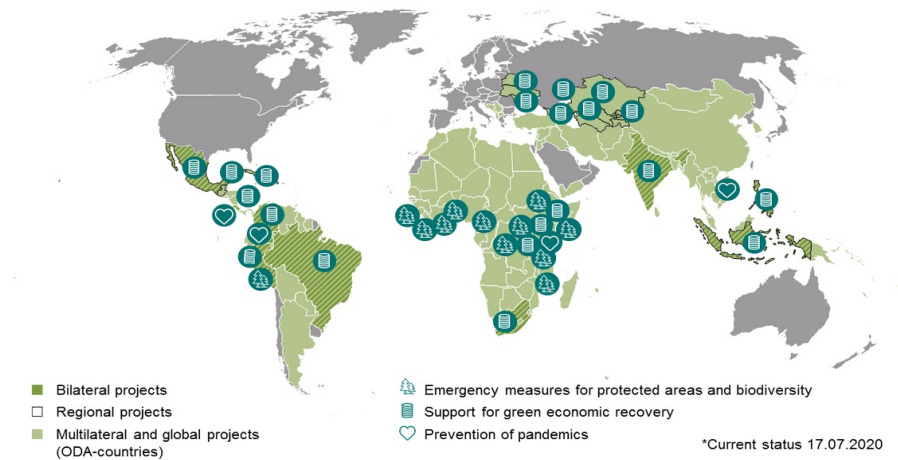 Bilateral projects
Regional projects
Multilateral and global projects
(ODA-countries)
Emergency measures for protected areas and biodiversity
Support for green economic recovery
Prevention of pandemics
*Current status 17.07.2020